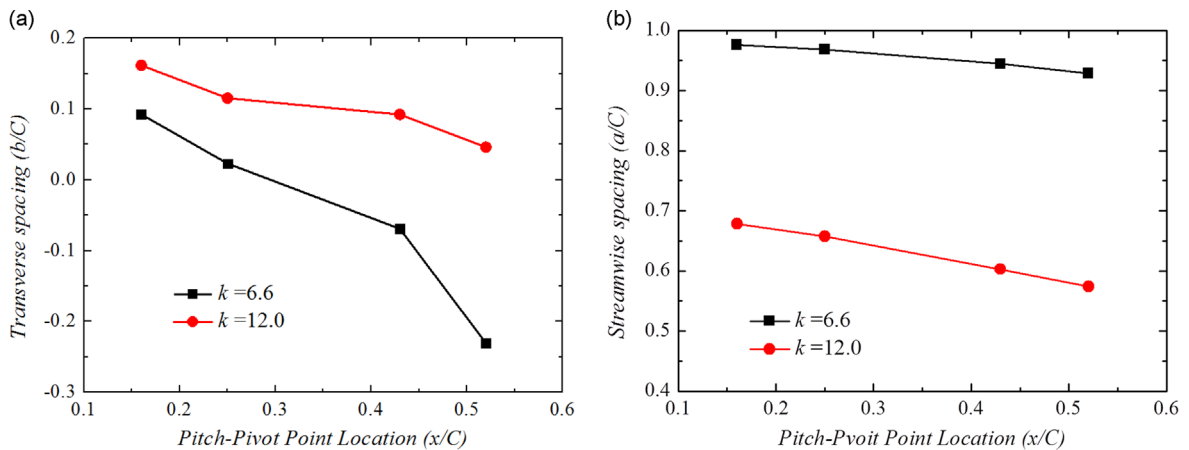 (a)
0.2
0.1
0.0
-0.1
-0.2
-0.3
Transverse spacing (b/C)
k =6.6
k =12.0
0.1 0.2 0.3 0.4 0.5 0.6
Pitch-Pivot Point Location (x/C)
(b)
1.0
0.9
0.8
0.7
0.6
0.5
0.4
Streamwise spacing (a/C)
k =6.6
k =12.0
0.1 0.2 0.3 0.4 0.5 0.6
Pitch-Pvoit Point Location (x/C)